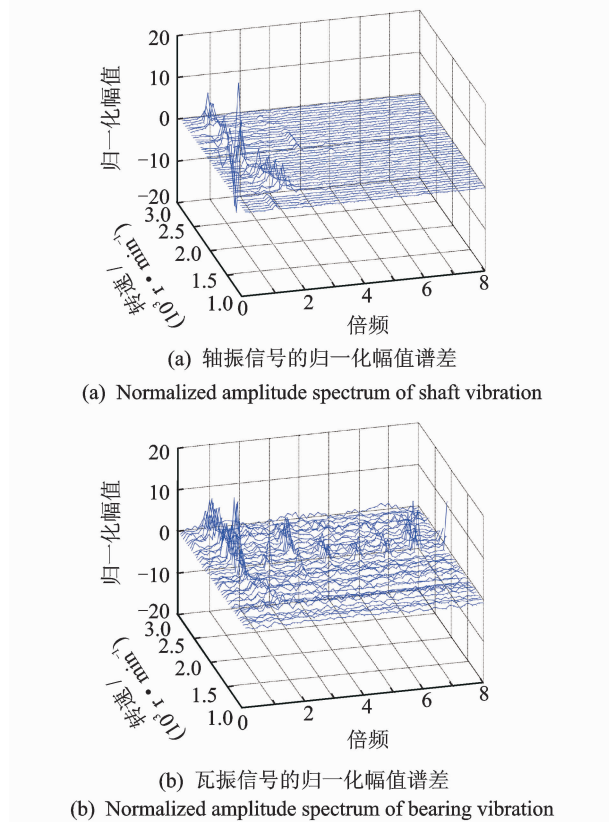 20
10
0
−10
−20
归一化幅值
3.0
2.5
2.0
1.5
1.0
转速/
(10³ r•min⁻¹)
0
2
4
6
8
倍频
(a) 轴振信号的归一化幅值谱差
(a) Normalized amplitude spectrum of shaft vibration
20
10
0
−10
−20
归一化幅值
3.0
2.5
2.0
1.5
1.0
转速/
(10³ r•min⁻¹)
0
2
4
6
8
倍频
(b) 瓦振信号的归一化幅值谱差
(b) Normalized amplitude spectrum of bearing vibration